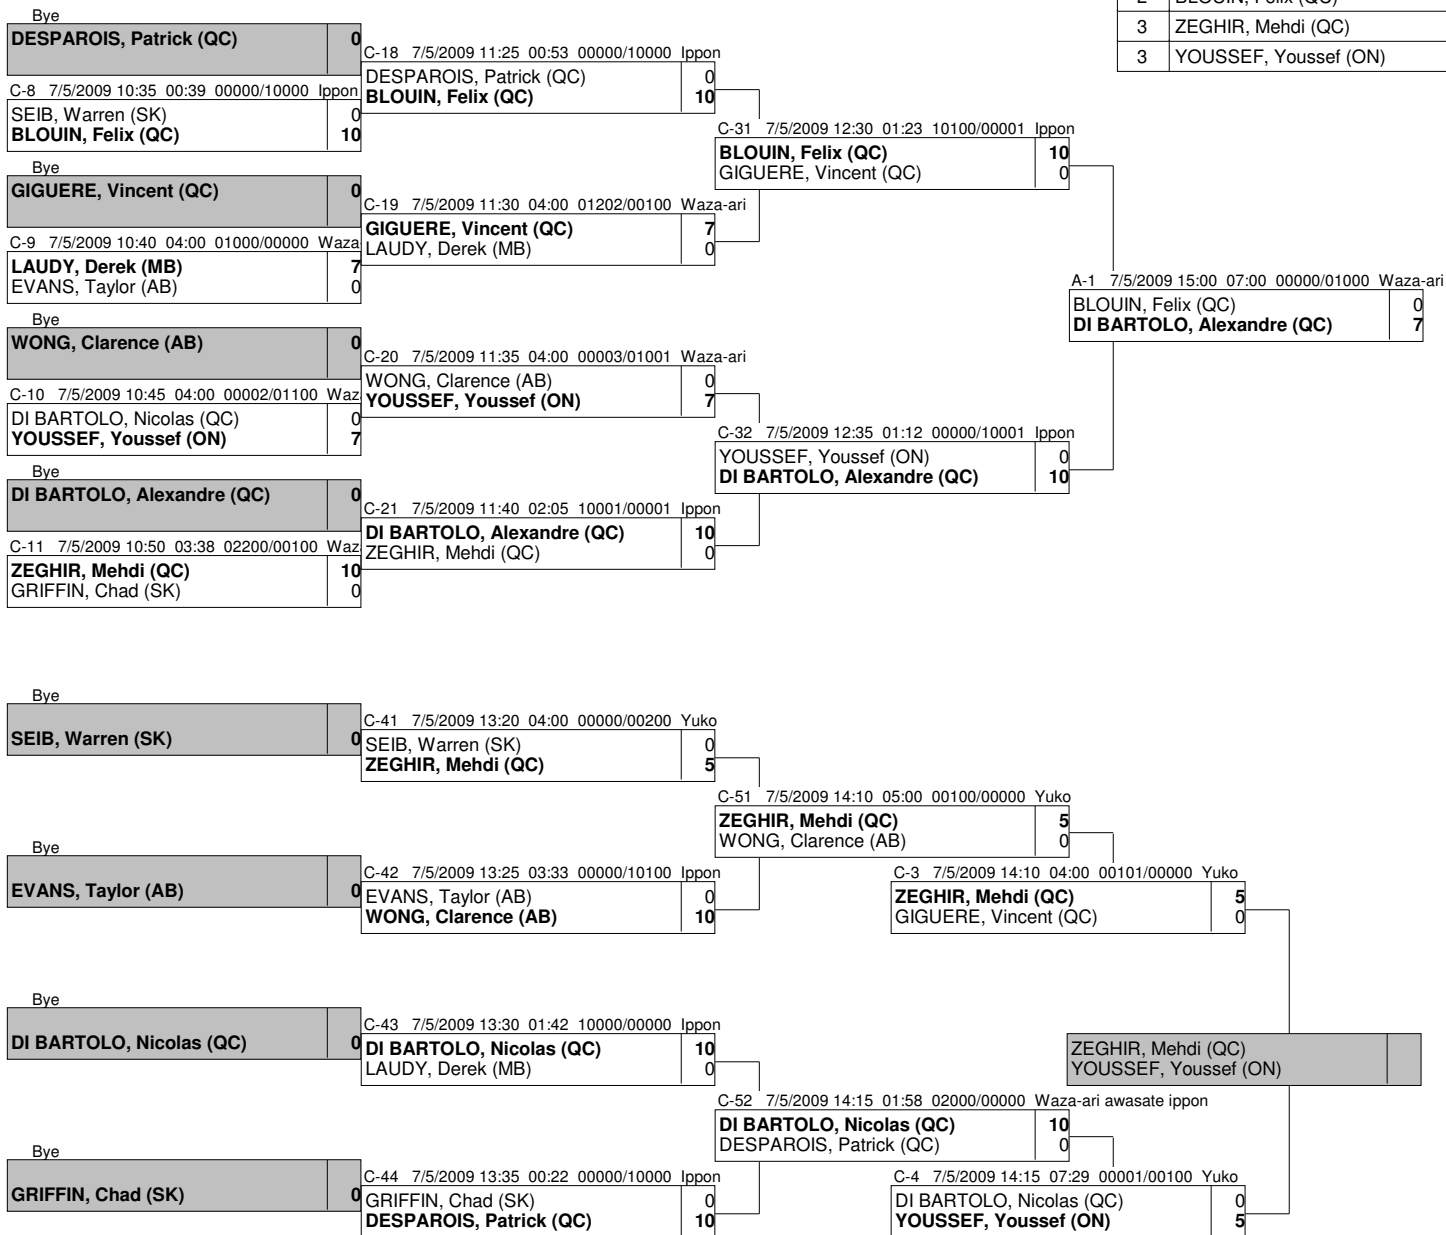 2 BLOUIN, Felix (QC)
3 ZEGHIR, Mehdi (QC)
3 YOUSSEF, Youssef (ON)
Bye
DESPAROIS, Patrick (QC) 0
C-8 7/5/2009 10:35 00:39 00000/10000 Ippon
SEIB, Warren (SK) 0
BLOUIN, Felix (QC) 10
Bye
GIGUERE, Vincent (QC) 0
C-9 7/5/2009 10:40 04:00 01000/00000 Waza
LAUDY, Derek (MB) 7
EVANS, Taylor (AB) 0
Bye
WONG, Clarence (AB) 0
C-10 7/5/2009 10:45 04:00 00002/01100 Waz
DI BARTOLO, Nicolas (QC) 0
YOUSSEF, Youssef (ON) 7
Bye
DI BARTOLO, Alexandre (QC) 0
C-11 7/5/2009 10:50 03:38 02200/00100 Waz
ZEGHIR, Mehdi (QC) 10
GRIFFIN, Chad (SK) 0
C-18 7/5/2009 11:25 00:53 00000/10000 Ippon
DESPAROIS, Patrick (QC) 0
BLOUIN, Felix (QC) 10
C-19 7/5/2009 11:30 04:00 01202/00100 Waza-ari
GIGUERE, Vincent (QC) 7
LAUDY, Derek (MB) 0
C-20 7/5/2009 11:35 04:00 00003/01001 Waza-ari
WONG, Clarence (AB) 0
YOUSSEF, Youssef (ON) 7
C-21 7/5/2009 11:40 02:05 10001/00001 Ippon
DI BARTOLO, Alexandre (QC) 10
ZEGHIR, Mehdi (QC) 0
C-31 7/5/2009 12:30 01:23 10100/00001 Ippon
BLOUIN, Felix (QC) 10
GIGUERE, Vincent (QC) 0
C-32 7/5/2009 12:35 01:12 00000/10001 Ippon
YOUSSEF, Youssef (ON) 0
DI BARTOLO, Alexandre (QC) 10
A-1 7/5/2009 15:00 07:00 00000/01000 Waza-ari
BLOUIN, Felix (QC) 0
DI BARTOLO, Alexandre (QC) 7
Bye
SEIB, Warren (SK) 0
Bye
EVANS, Taylor (AB) 0
Bye
DI BARTOLO, Nicolas (QC) 0
Bye
GRIFFIN, Chad (SK) 0
C-41 7/5/2009 13:20 04:00 00000/00200 Yuko
SEIB, Warren (SK) 0
ZEGHIR, Mehdi (QC) 5
C-42 7/5/2009 13:25 03:33 00000/10100 Ippon
EVANS, Taylor (AB) 0
WONG, Clarence (AB) 10
C-43 7/5/2009 13:30 01:42 10000/00000 Ippon
DI BARTOLO, Nicolas (QC) 10
LAUDY, Derek (MB) 0
C-44 7/5/2009 13:35 00:22 00000/10000 Ippon
GRIFFIN, Chad (SK) 0
DESPAROIS, Patrick (QC) 10
C-51 7/5/2009 14:10 05:00 00100/00000 Yuko
ZEGHIR, Mehdi (QC) 5
WONG, Clarence (AB) 0
C-52 7/5/2009 14:15 01:58 02000/00000 Waza-ari awasate ippon
DI BARTOLO, Nicolas (QC) 10
DESPAROIS, Patrick (QC) 0
C-3 7/5/2009 14:10 04:00 00101/00000 Yuko
ZEGHIR, Mehdi (QC) 5
GIGUERE, Vincent (QC) 0
C-4 7/5/2009 14:15 07:29 00001/00100 Yuko
DI BARTOLO, Nicolas (QC) 0
YOUSSEF, Youssef (ON) 5
ZEGHIR, Mehdi (QC)
YOUSSEF, Youssef (ON)